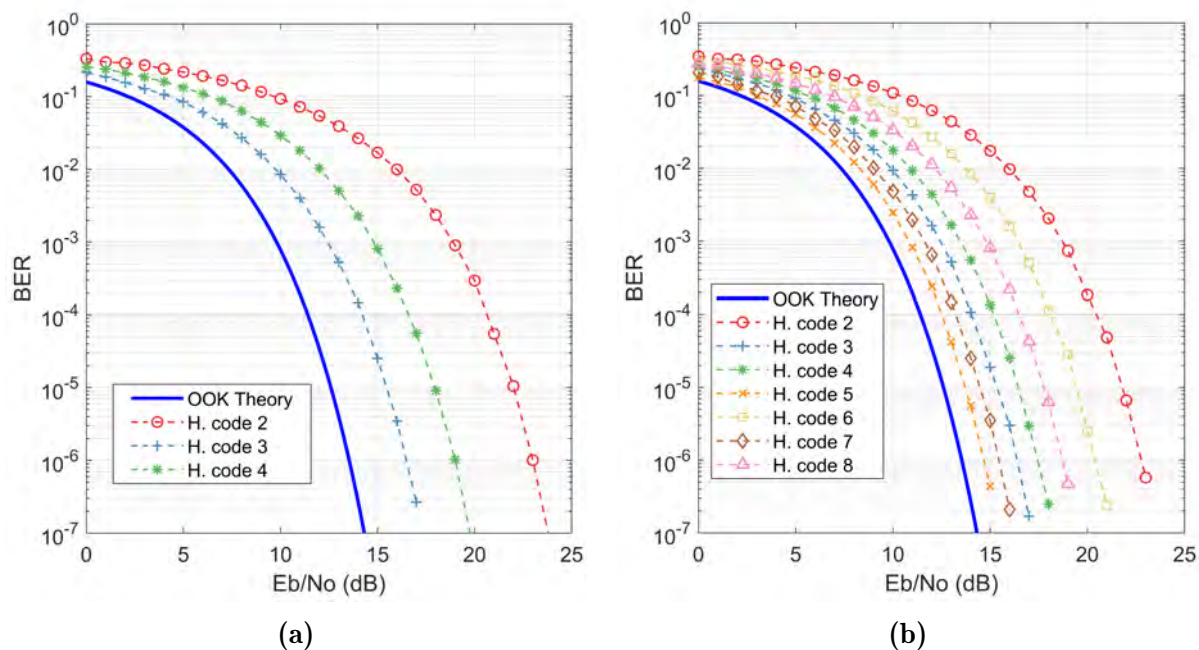 10^0
10^-1
10^-2
10^-3
10^-4
10^-5
10^-6
10^-7
BER
0 5 10 15 20 25
Eb/No (dB)
OOK Theory
H. code 2
H. code 3
H. code 4
(a)
10^0
10^-1
10^-2
10^-3
10^-4
10^-5
10^-6
10^-7
BER
0 5 10 15 20 25
Eb/No (dB)
OOK Theory
H. code 2
H. code 3
H. code 4
H. code 5
H. code 6
H. code 7
H. code 8
(b)